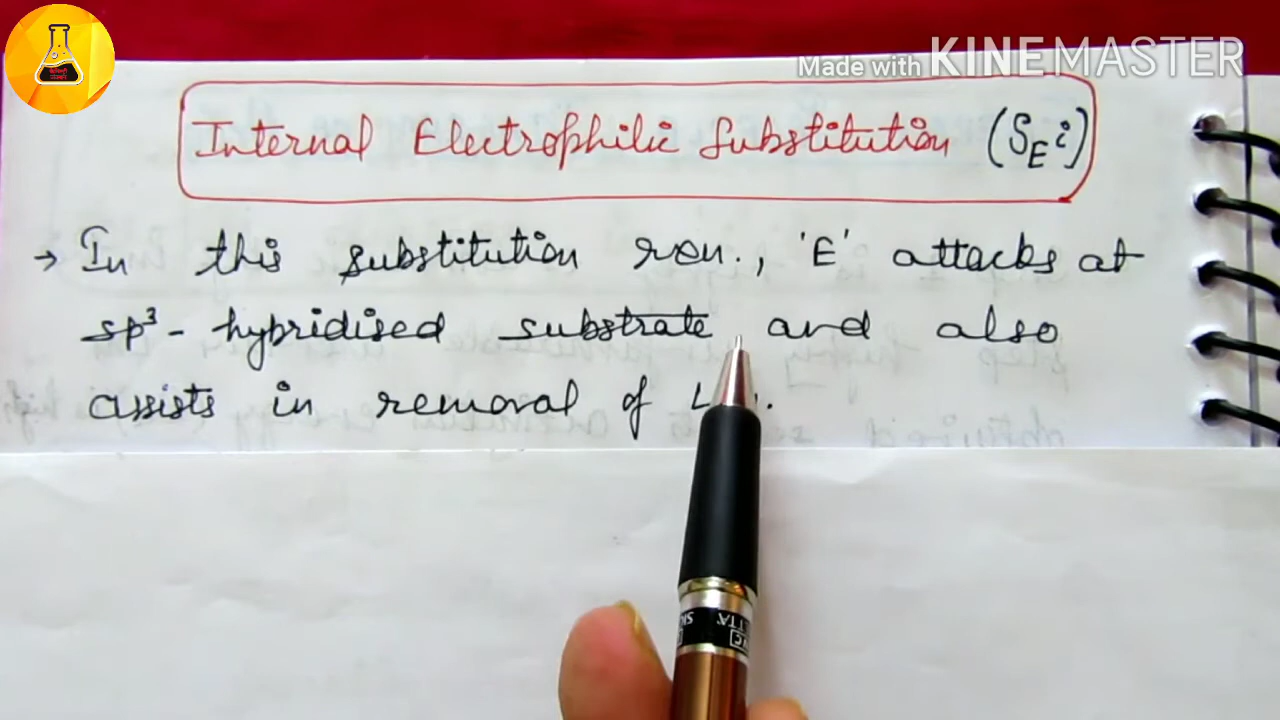 Made with KINEMASTER
Internal Electrophilic Substitution (SEi)
→ In this substitution rxn., 'E' attacks at
sp³-hybridised substrate and also
assists in removal of